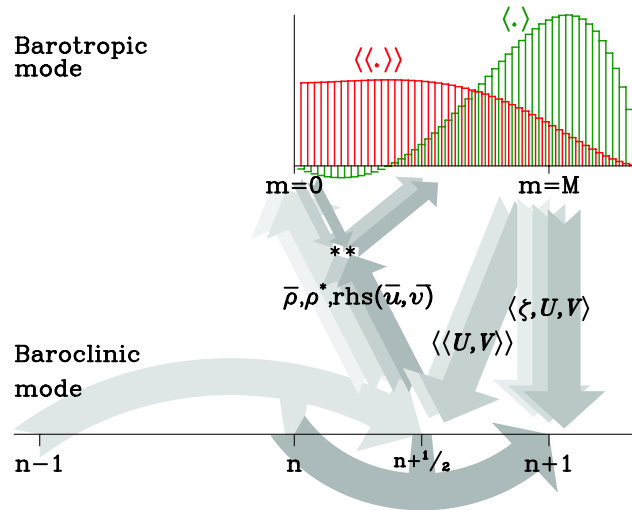 ⟨.⟩
Barotropic
mode
⟨⟨.⟩⟩
m=0
m=M
**
ρ̅,ρ*,rhs(u̅,v̅)
⟨ζ,U,V⟩
⟨⟨U,V⟩⟩
Baroclinic
mode
n−1
n
n+1/2
n+1